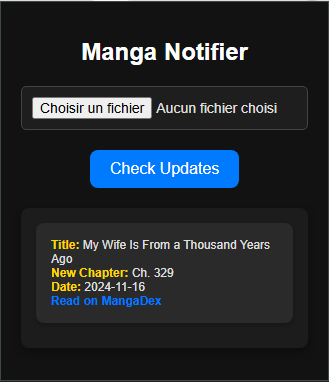 Manga Notifier
Choisir un fichier Aucun fichier choisi
Check Updates
Title: My Wife Is From a Thousand Years
Ago
New Chapter: Ch. 329
Date: 2024-11-16
Read on MangaDex